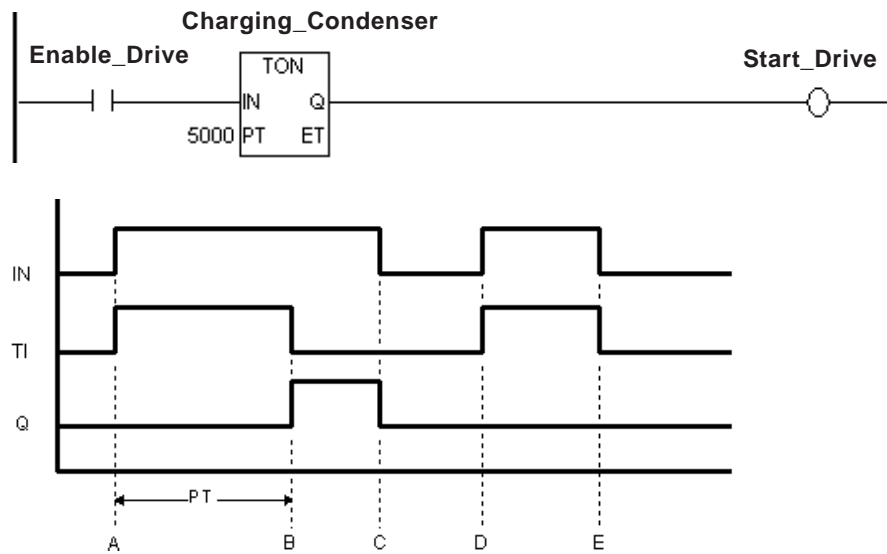 Charging_Condenser
Enable_Drive
Start_Drive
TON
IN Q
5000 PT ET
IN
TI
Q
PT
A B C D E